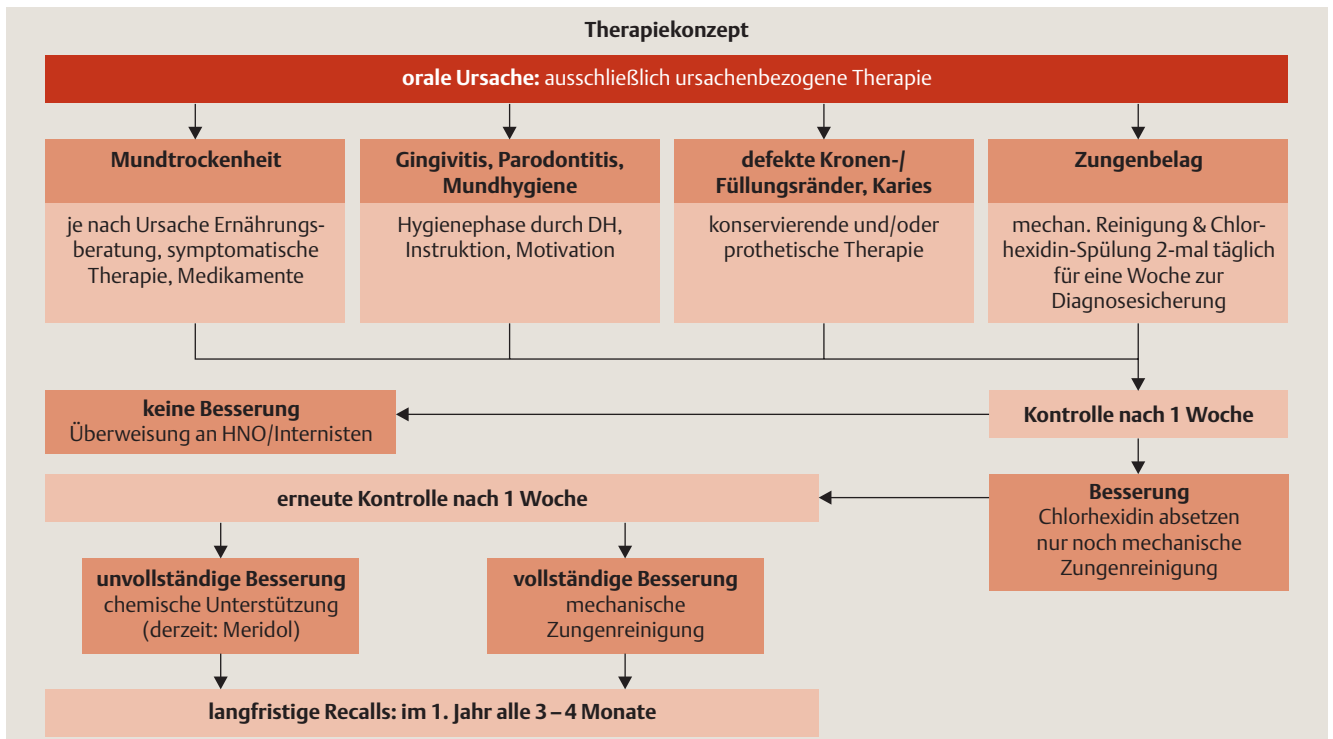 Therapiekonzept
orale Ursache: ausschließlich ursachenbezogene Therapie
Mundtrockenheit
je nach Ursache Ernährungs-
beratung, symptomatische
Therapie, Medikamente
Gingivitis, Parodontitis,
Mundhygiene
Hygienephase durch DH,
Instruktion, Motivation
defekte Kronen-/
Füllungsränder, Karies
konservierende und/oder
prothetische Therapie
Zungenbelag
mechan. Reinigung & Chlor-
hexidin-Spülung 2-mal täglich
für eine Woche zur
Diagnosesicherung
keine Besserung
Überweisung an HNO/Internisten
Kontrolle nach 1 Woche
erneute Kontrolle nach 1 Woche
Besserung
Chlorhexidin absetzen
nur noch mechanische
Zungenreinigung
unvollständige Besserung
chemische Unterstützung
(derzeit: Meridol)
vollständige Besserung
mechanische
Zungenreinigung
langfristige Recalls: im 1. Jahr alle 3 – 4 Monate